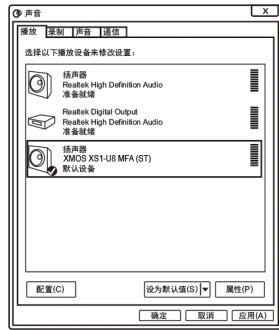 声音
X
播放 录制 声音 通信
选择以下播放设备来修改设置：
扬声器
Realtek High Definition Audio
准备就绪
Realtek Digital Output
Realtek High Definition Audio
准备就绪
扬声器
XMOS XS1-U8 MFA (ST)
默认设备
配置(C) 设为默认值(S) 属性(P)
确定 取消 应用(A)